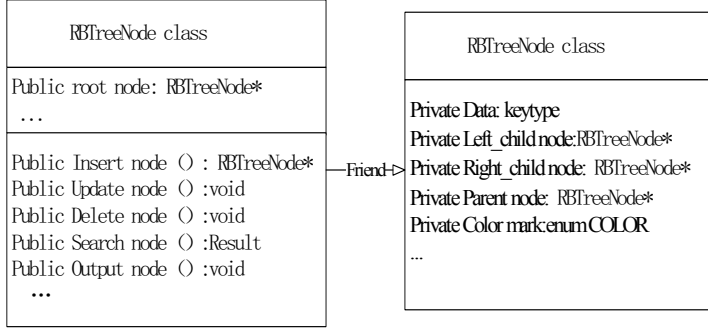 RBTreeNode class
Public root node: RBTreeNode*
...
Public Insert node () : RBTreeNode*
Public Update node () :void
Public Delete node () :void
Public Search node () :Result
Public Output node () :void
...
Friend
RBTreeNode class
Private Data: keytype
Private Left_child node:RBTreeNode*
Private Right_child node: RBTreeNode*
Private Parent node: RBTreeNode*
Private Color mark:enum COLOR
...